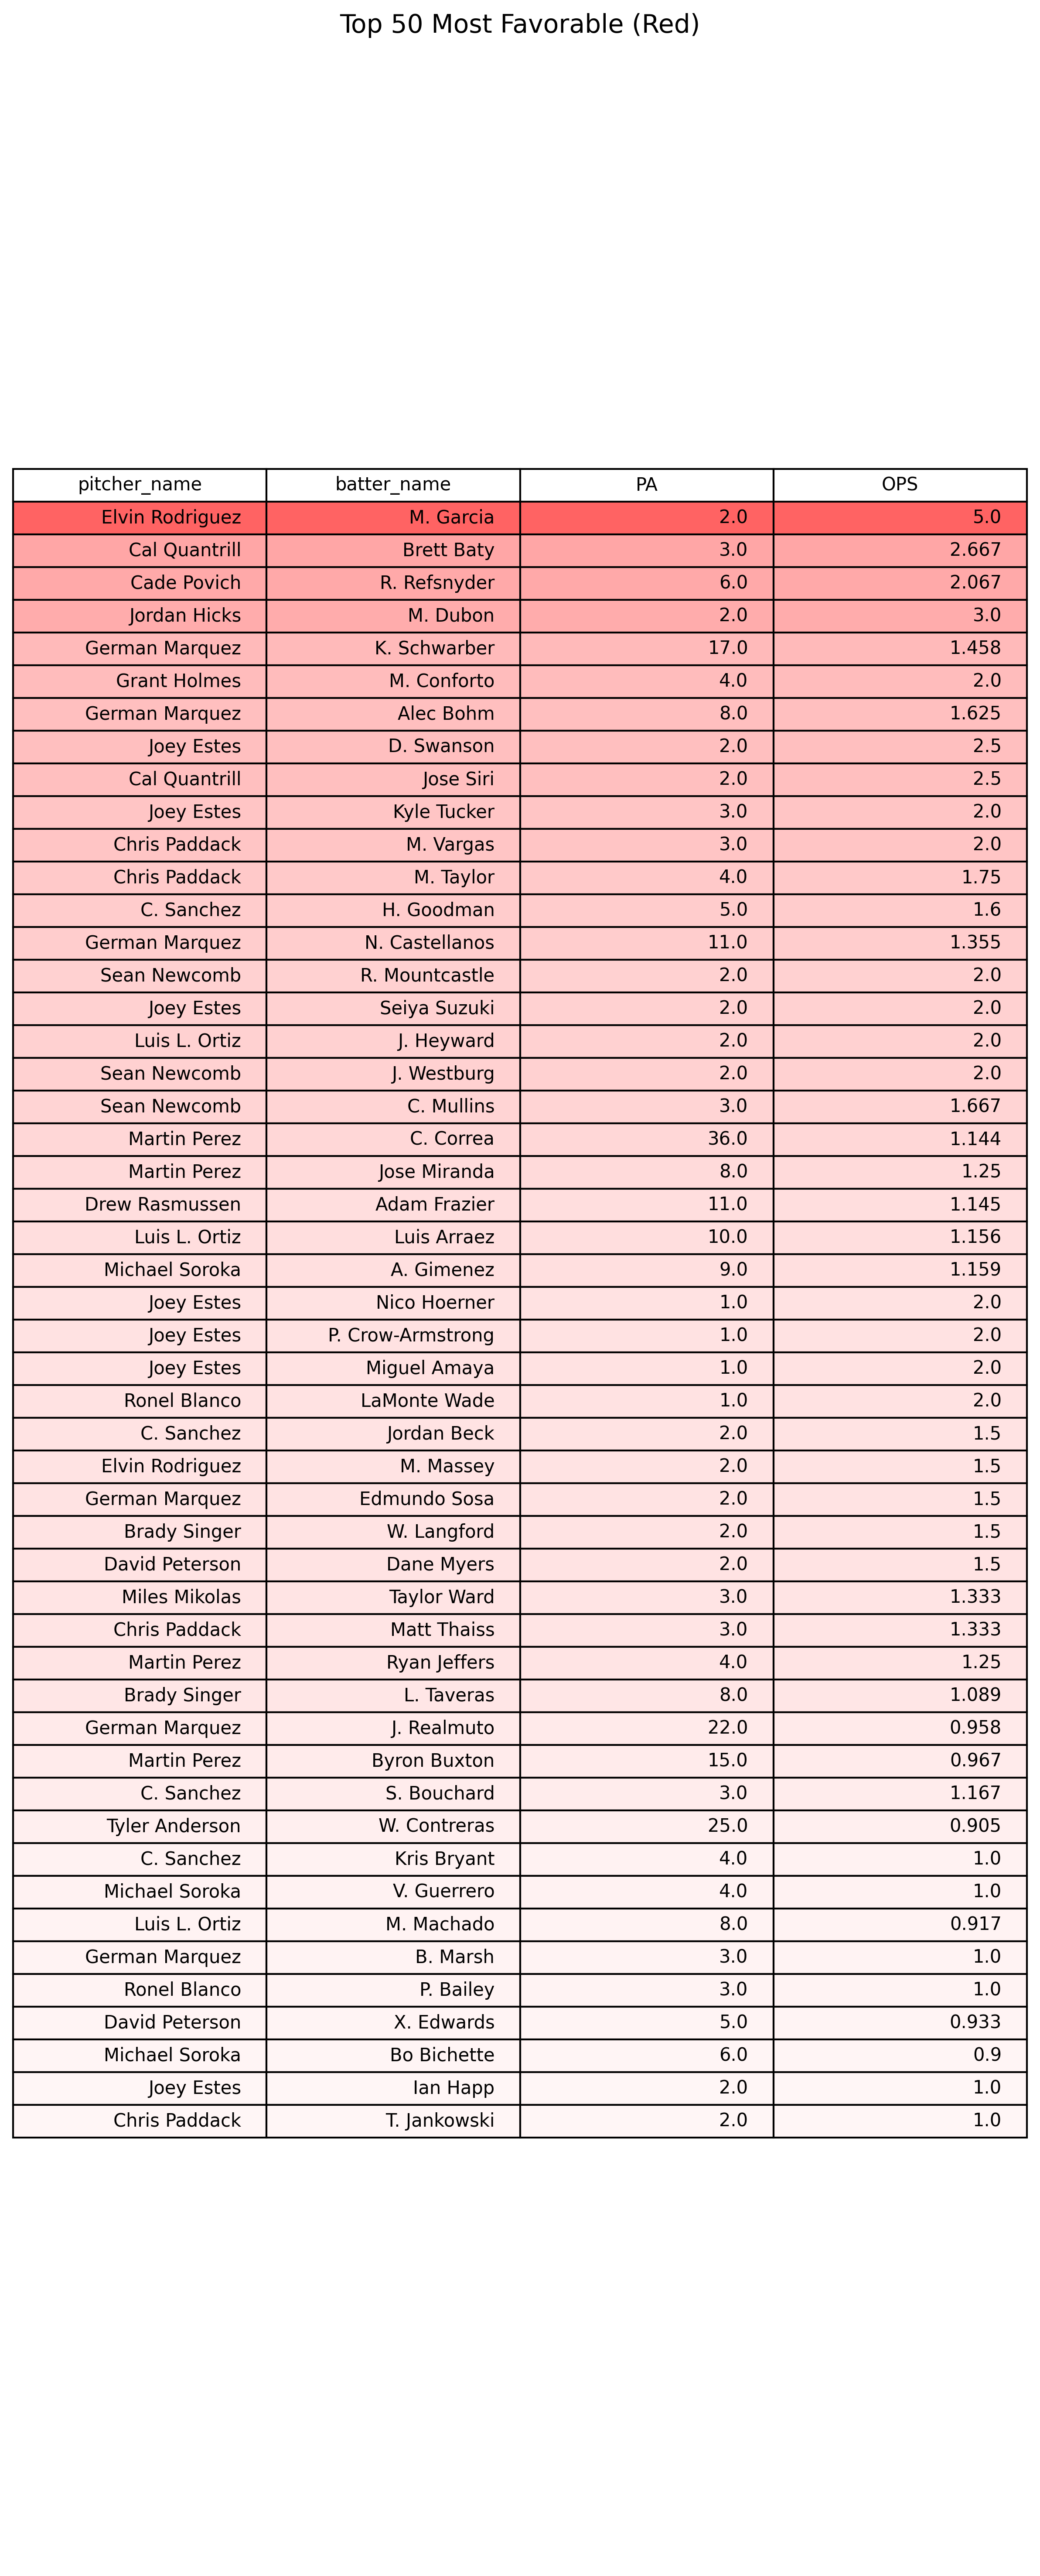 Top 50 Most Favorable (Red)
pitcher_name batter_name PA OPS
Elvin Rodriguez M. Garcia 2.0 5.0
Cal Quantrill Brett Baty 3.0 2.667
Cade Povich R. Refsnyder 6.0 2.067
Jordan Hicks M. Dubon 2.0 3.0
German Marquez K. Schwarber 17.0 1.458
Grant Holmes M. Conforto 4.0 2.0
German Marquez Alec Bohm 8.0 1.625
Joey Estes D. Swanson 2.0 2.5
Cal Quantrill Jose Siri 2.0 2.5
Joey Estes Kyle Tucker 3.0 2.0
Chris Paddack M. Vargas 3.0 2.0
Chris Paddack M. Taylor 4.0 1.75
C. Sanchez H. Goodman 5.0 1.6
German Marquez N. Castellanos 11.0 1.355
Sean Newcomb R. Mountcastle 2.0 2.0
Joey Estes Seiya Suzuki 2.0 2.0
Luis L. Ortiz J. Heyward 2.0 2.0
Sean Newcomb J. Westburg 2.0 2.0
Sean Newcomb C. Mullins 3.0 1.667
Martin Perez C. Correa 36.0 1.144
Martin Perez Jose Miranda 8.0 1.25
Drew Rasmussen Adam Frazier 11.0 1.145
Luis L. Ortiz Luis Arraez 10.0 1.156
Michael Soroka A. Gimenez 9.0 1.159
Joey Estes Nico Hoerner 1.0 2.0
Joey Estes P. Crow-Armstrong 1.0 2.0
Joey Estes Miguel Amaya 1.0 2.0
Ronel Blanco LaMonte Wade 1.0 2.0
C. Sanchez Jordan Beck 2.0 1.5
Elvin Rodriguez M. Massey 2.0 1.5
German Marquez Edmundo Sosa 2.0 1.5
Brady Singer W. Langford 2.0 1.5
David Peterson Dane Myers 2.0 1.5
Miles Mikolas Taylor Ward 3.0 1.333
Chris Paddack Matt Thaiss 3.0 1.333
Martin Perez Ryan Jeffers 4.0 1.25
Brady Singer L. Taveras 8.0 1.089
German Marquez J. Realmuto 22.0 0.958
Martin Perez Byron Buxton 15.0 0.967
C. Sanchez S. Bouchard 3.0 1.167
Tyler Anderson W. Contreras 25.0 0.905
C. Sanchez Kris Bryant 4.0 1.0
Michael Soroka V. Guerrero 4.0 1.0
Luis L. Ortiz M. Machado 8.0 0.917
German Marquez B. Marsh 3.0 1.0
Ronel Blanco P. Bailey 3.0 1.0
David Peterson X. Edwards 5.0 0.933
Michael Soroka Bo Bichette 6.0 0.9
Joey Estes Ian Happ 2.0 1.0
Chris Paddack T. Jankowski 2.0 1.0